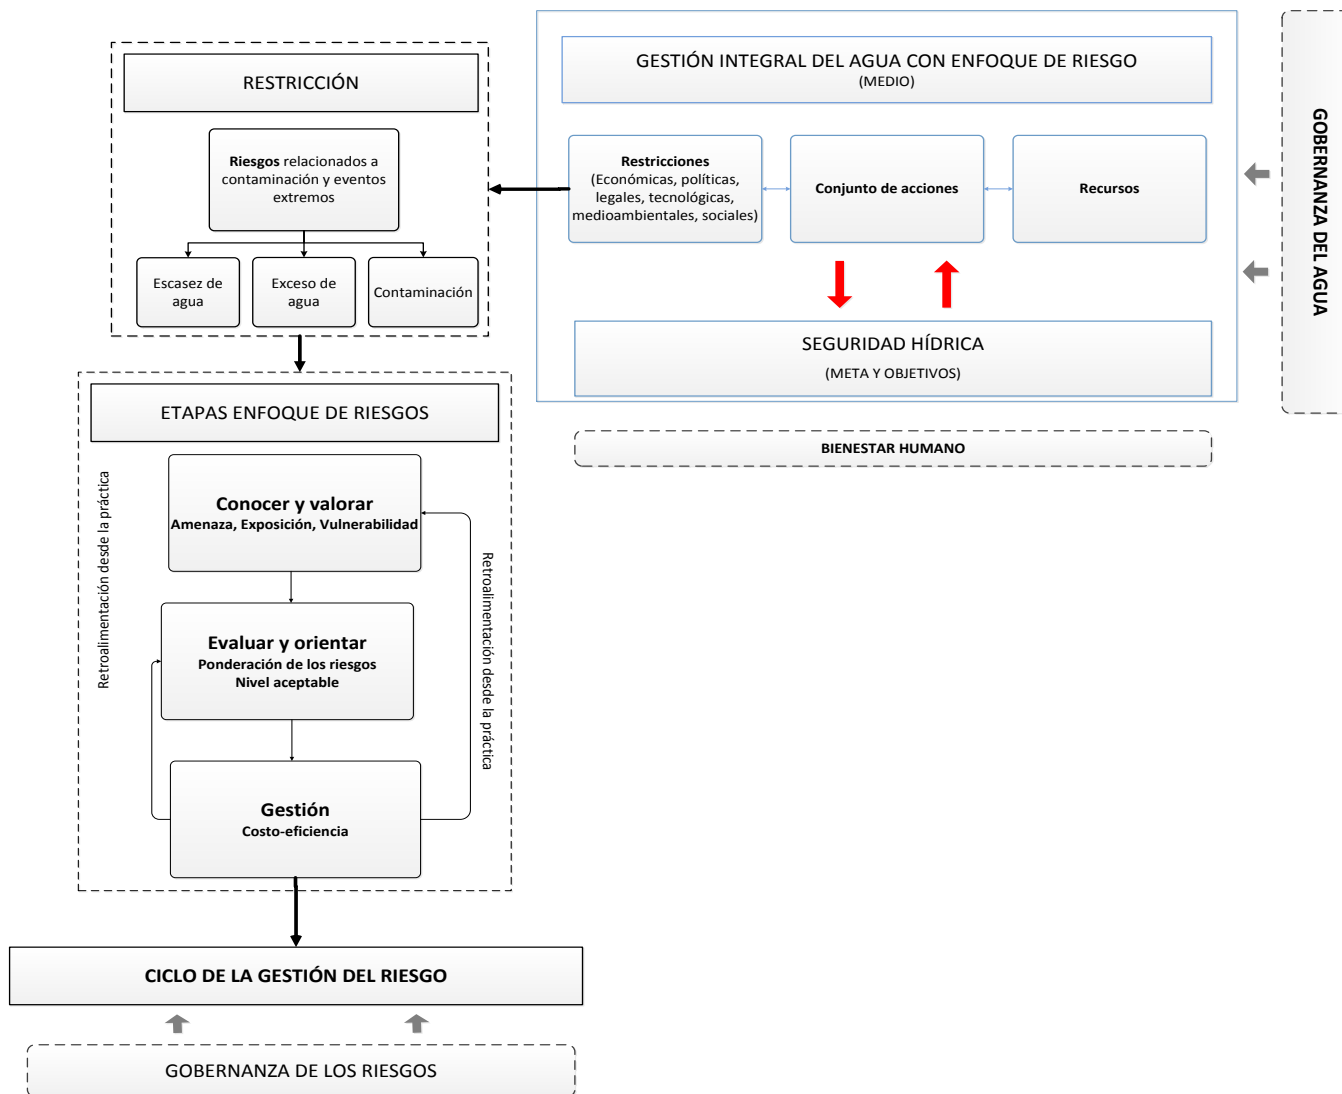 RESTRICCIÓN
Riesgos relacionados a
contaminación y eventos
extremos
Escasez de
agua
Exceso de
agua
Contaminación
GESTIÓN INTEGRAL DEL AGUA CON ENFOQUE DE RIESGO
(MEDIO)
Restricciones
(Económicas, políticas,
legales, tecnológicas,
medioambientales, sociales)
Conjunto de acciones
Recursos
SEGURIDAD HÍDRICA
(META Y OBJETIVOS)
BIENESTAR HUMANO
GOBERNANZA DEL AGUA
ETAPAS ENFOQUE DE RIESGOS
Retroalimentación desde la práctica
Conocer y valorar
Amenaza, Exposición, Vulnerabilidad
Evaluar y orientar
Ponderación de los riesgos
Nivel aceptable
Gestión
Costo-eficiencia
Retroalimentación desde la práctica
CICLO DE LA GESTIÓN DEL RIESGO
GOBERNANZA DE LOS RIESGOS